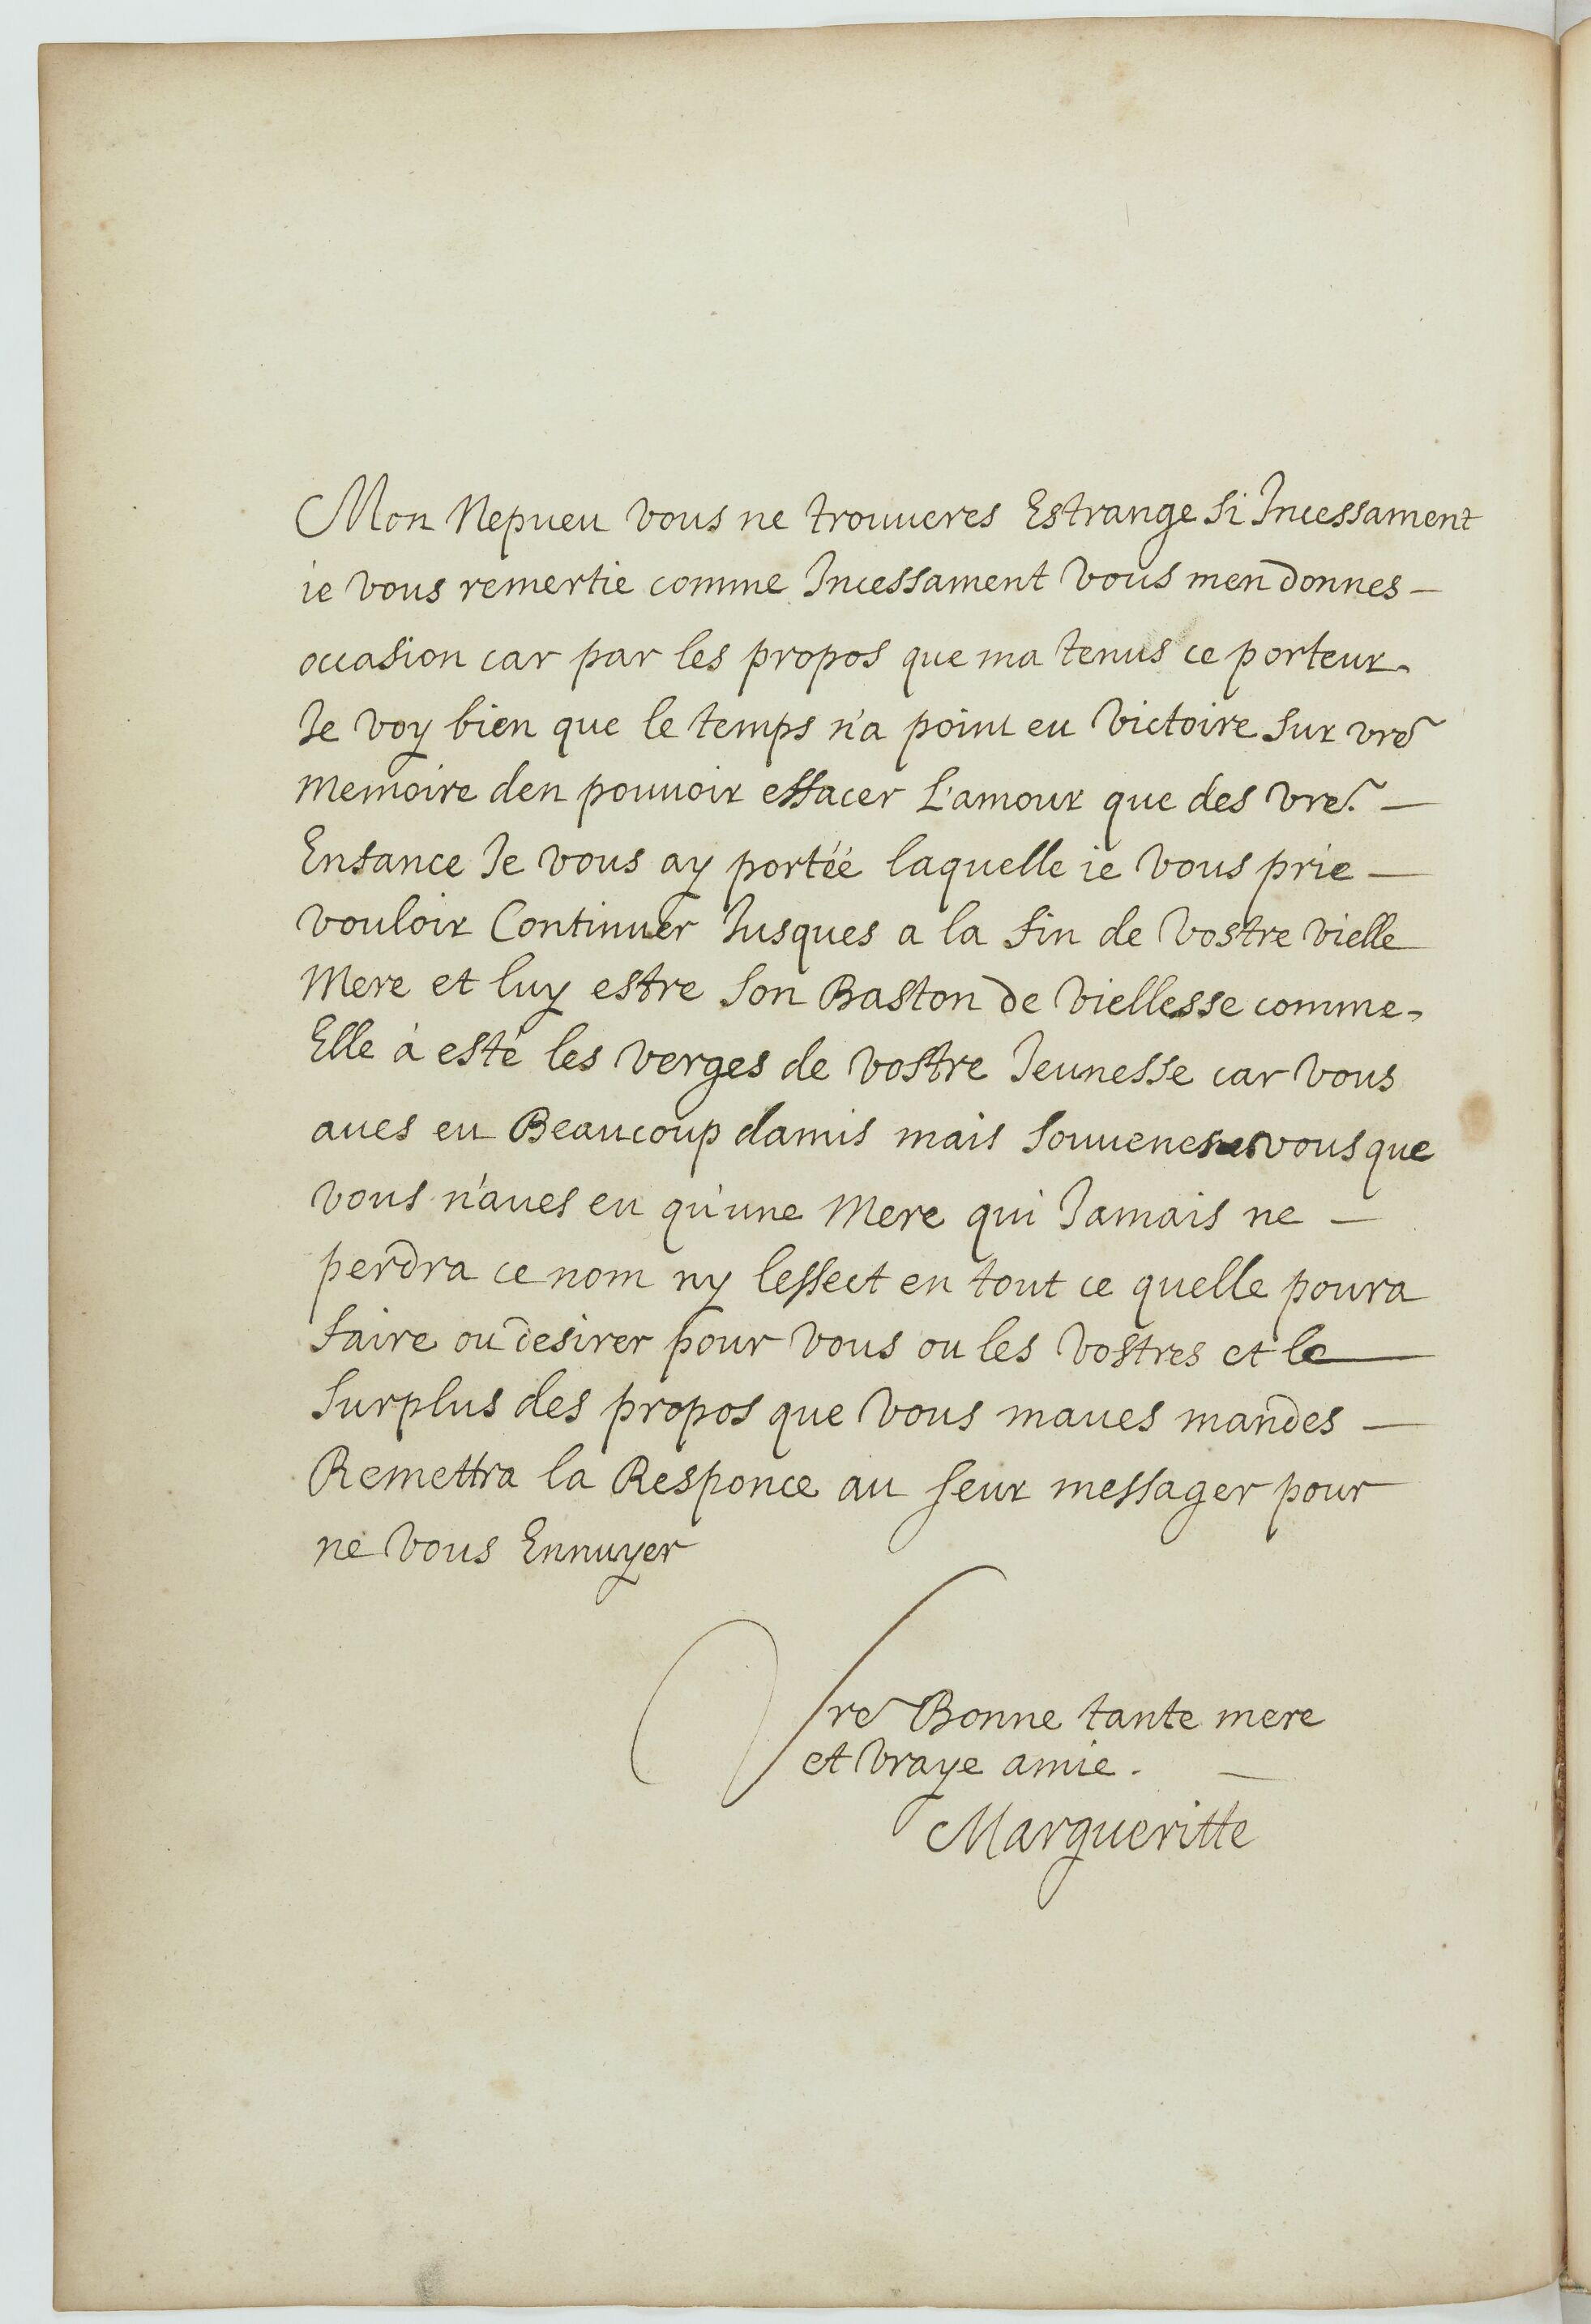 Mon Nepueu vous ne trouueres Estrange si Incessament
ie vous remertie comme Incessament vous men donnes —
occasion car par les propos que ma tenus ce porteur.
Je voy bien que le temps n'a point eu victoire sur vre
Memoire den pouuoir effacer L'amour que des vre. —
Enfance Je vous ay portéé laquelle ie vous prie —
vouloir Continuer Jusques a la fin de vostre vielle
Mere et luy estre son Baston de viellesse comme.
Elle à esté les verges de vostre Jeunesse car vous
aues eu Beaucoup damis mais souuenes vous que
vous n'aues eu qu'une Mere qui Jamais ne —
perdra ce nom ny leffect en tout ce quelle poura
faire ou desirer pour vous ou les vostres et le
surplus des propos que vous maues mandes —
Remettra la Responce au seur messager pour
ne vous Ennuyer
Vre Bonne tante mere
et vraye amie. —
Margueritte